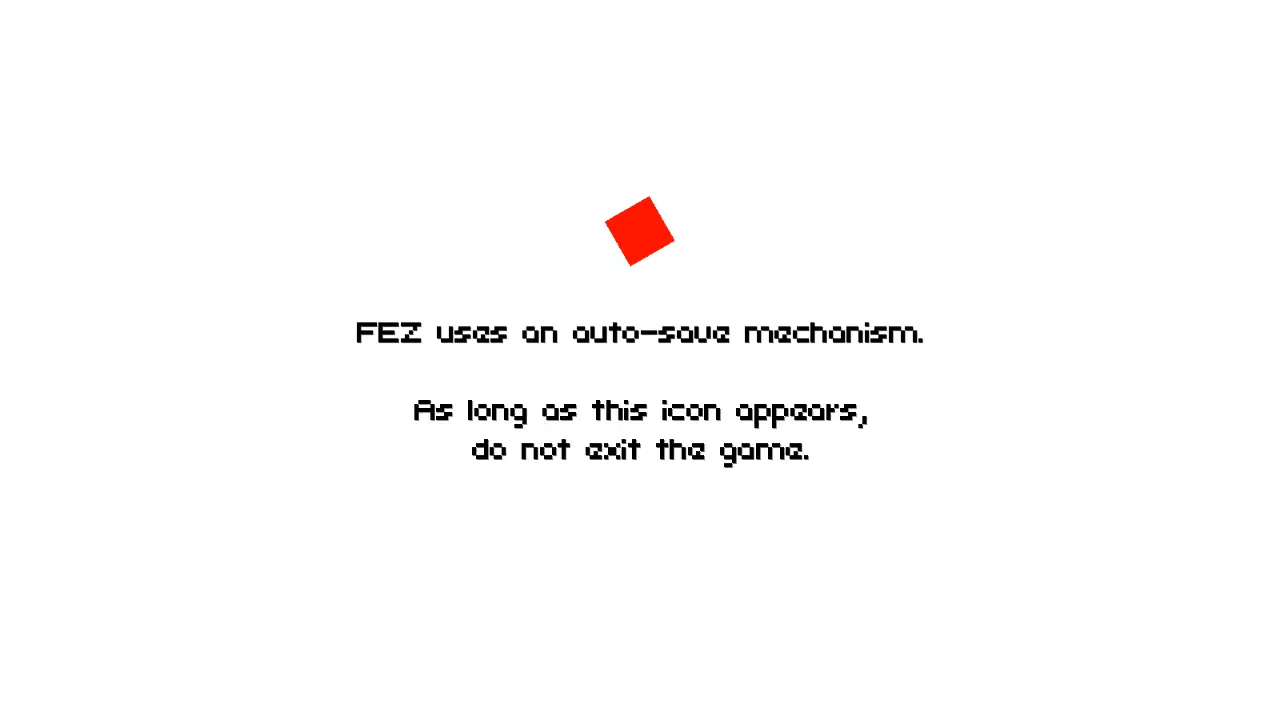 FEZ uses an auto-save mechanism.
As long as this icon appears,
do not exit the game.